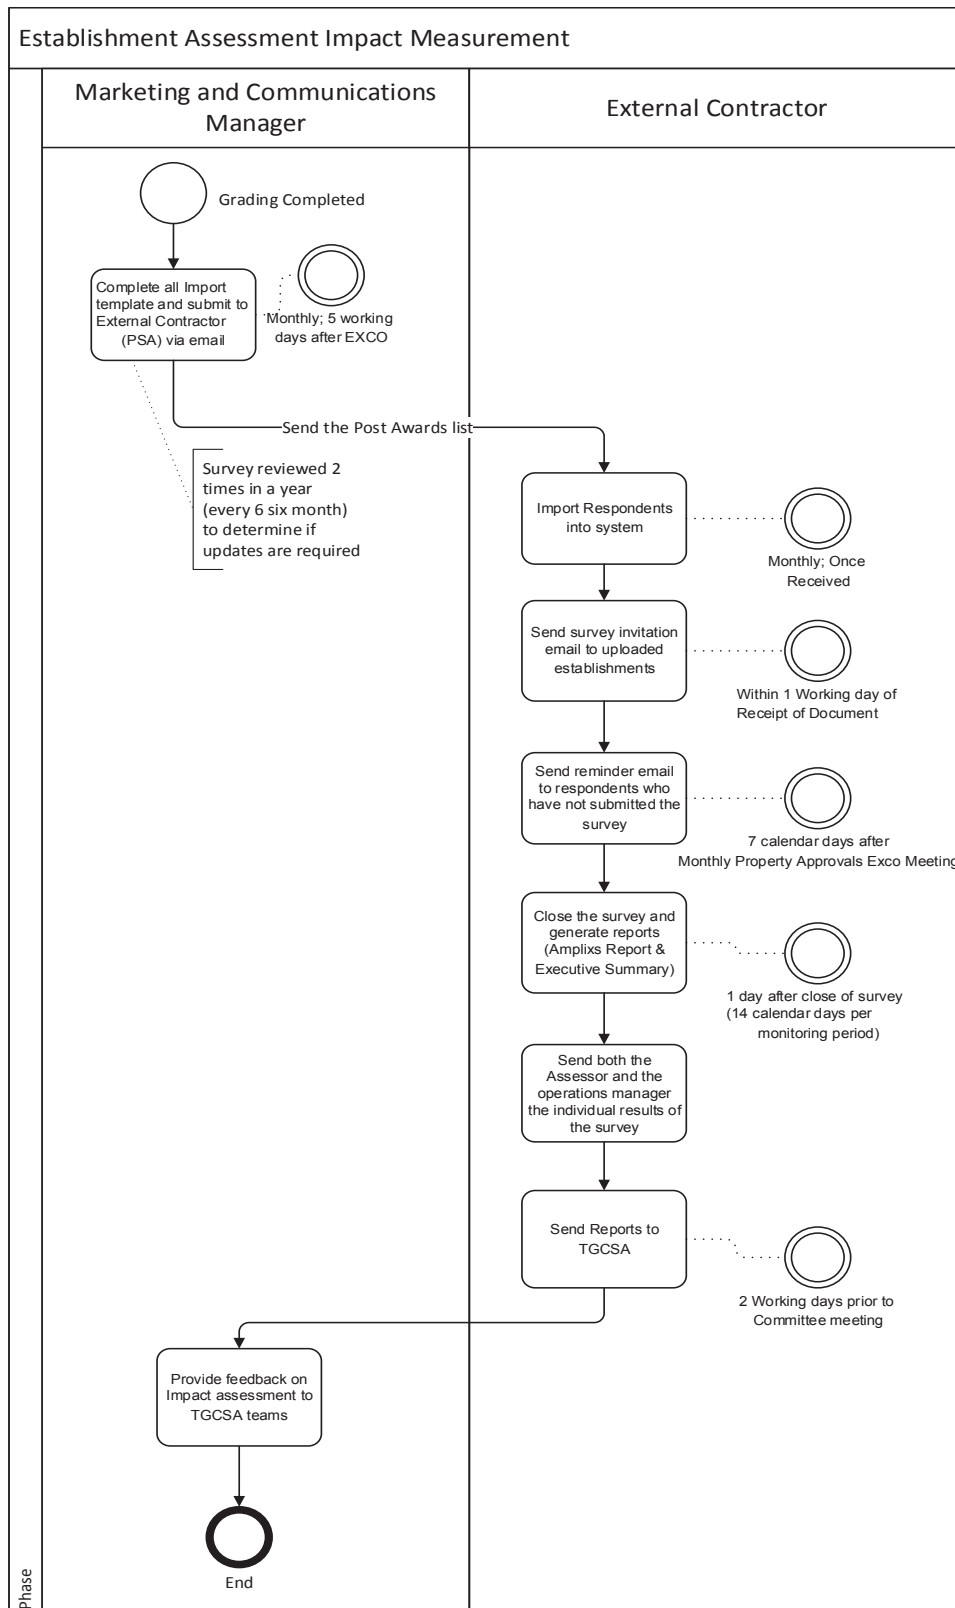 Establishment Assessment Impact Measurement
Marketing and Communications
Manager
External Contractor
Grading Completed
Complete all Import
template and submit to
External Contractor
(PSA) via email
Monthly; 5 working
days after EXCO
Send the Post Awards list
Survey reviewed 2
times in a year
(every 6 six month)
to determine if
updates are required
Import Respondents
into system
Monthly; Once
Received
Send survey invitation
email to uploaded
establishments
Within 1 Working day of
Receipt of Document
Send reminder email
to respondents who
have not submitted the
survey
7 calendar days after
Monthly Property Approvals Exco Meeting
Close the survey and
generate reports
(Amplixs Report &
Executive Summary)
1 day after close of survey
(14 calendar days per
monitoring period)
Send both the
Assessor and the
operations manager
the individual results of
the survey
Send Reports to
TGCSA
2 Working days prior to
Committee meeting
Provide feedback on
Impact assessment to
TGCSA teams
End
Phase